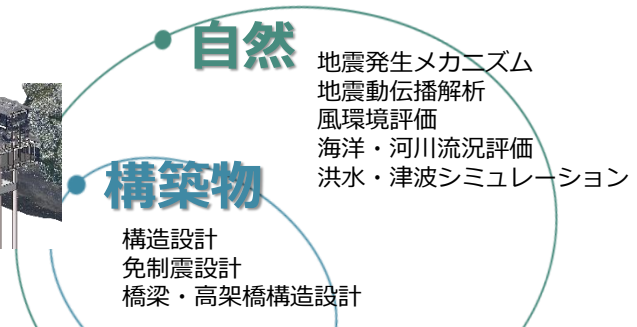 自然
地震発生メカニズム
地震動伝播解析
風環境評価
海洋・河川流況評価
洪水・津波シミュレーション
構築物
構造設計
免制震設計
橋梁・高架橋構造設計